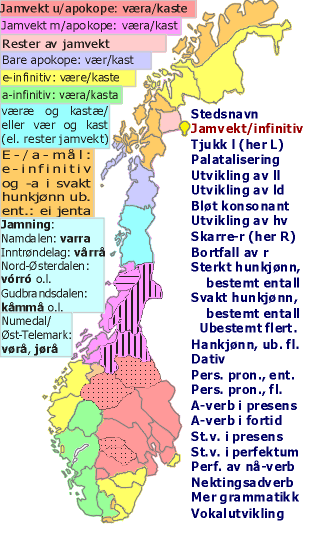 Jamvekt u/apokope: væra/kaste
Jamvekt m/apokope: væra/kast
Rester av jamvekt
Bare apokope: vær/kast
e-infinitiv: være/kaste
a-infinitiv: væra/kasta
væræ og kastæ/
eller vær og kast
(el. rester jamvekt)
E-/a-mål:
e-infinitiv
og -a i svakt
hunkjønn ub.
ent.: ei jenta
Jamning:
Namdalen: varra
Inntrøndelag: vårrå
Nord-Østerdalen:
vórró o.l.
Gudbrandsdalen:
kåmmå o.l.
Numedal/
Øst-Telemark:
vørå, jørå
Stedsnavn
Jamvekt/infinitiv
Tjukk l (her L)
Palatalisering
Utvikling av ll
Utvikling av ld
Bløt konsonant
Utvikling av hv
Skarre-r (her R)
Bortfall av r
Sterkt hunkjønn,
bestemt entall
Svakt hunkjønn,
bestemt entall
Ubestemt flert.
Hankjønn, ub. fl.
Dativ
Pers. pron., ent.
Pers. pron., fl.
A-verb i presens
A-verb i fortid
St.v. i presens
St.v. i perfektum
Perf. av nå-verb
Nektingsadverb
Mer grammatikk
Vokalutvikling